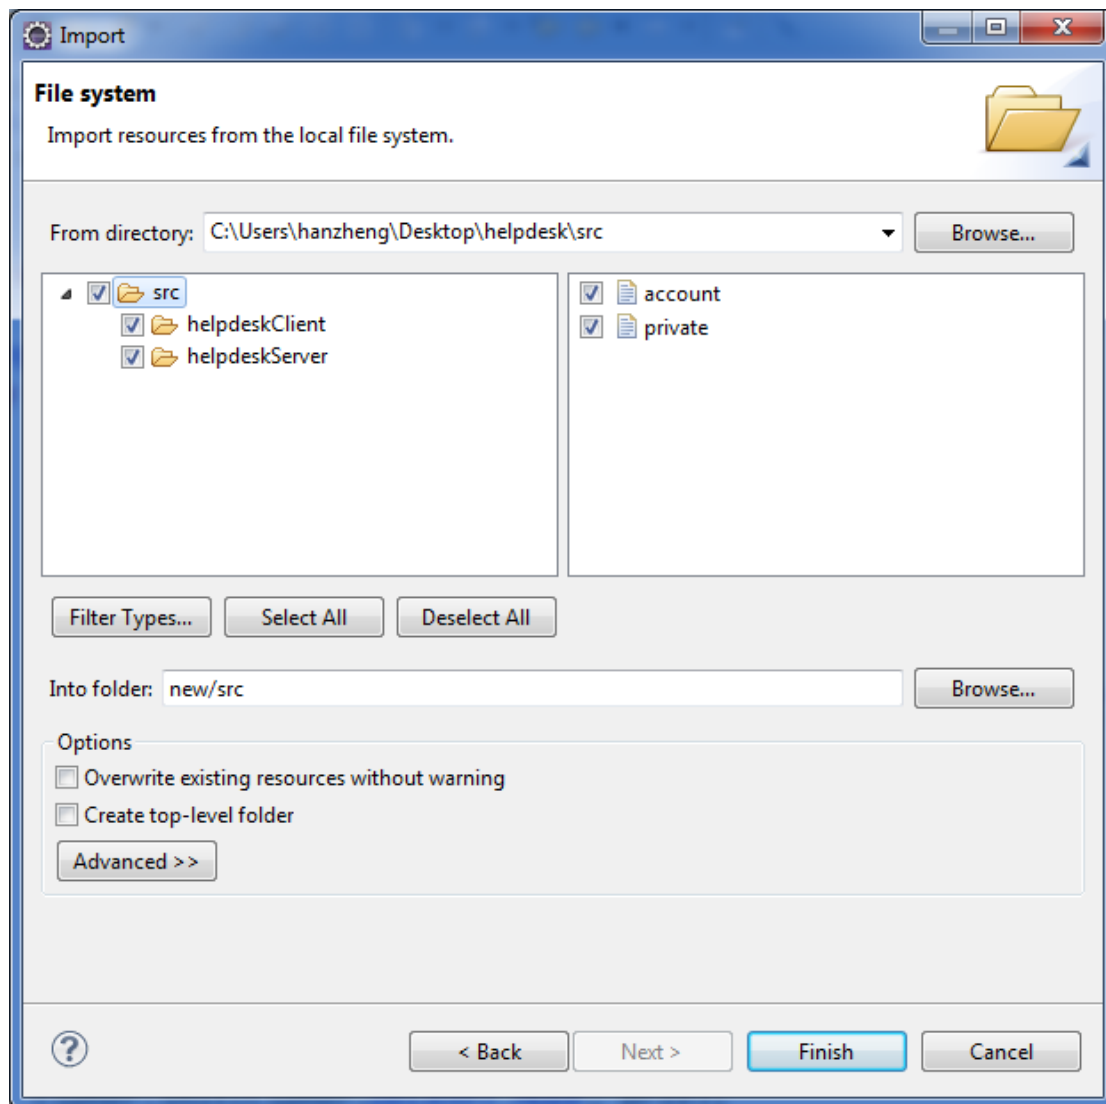 Import
File system
Import resources from the local file system.
From directory: C:\Users\hanzheng\Desktop\helpdesk\src Browse...
src
helpdeskClient
helpdeskServer
account
private
Filter Types... Select All Deselect All
Into folder: new/src Browse...
Options
Overwrite existing resources without warning
Create top-level folder
Advanced >>
? < Back Next > Finish Cancel